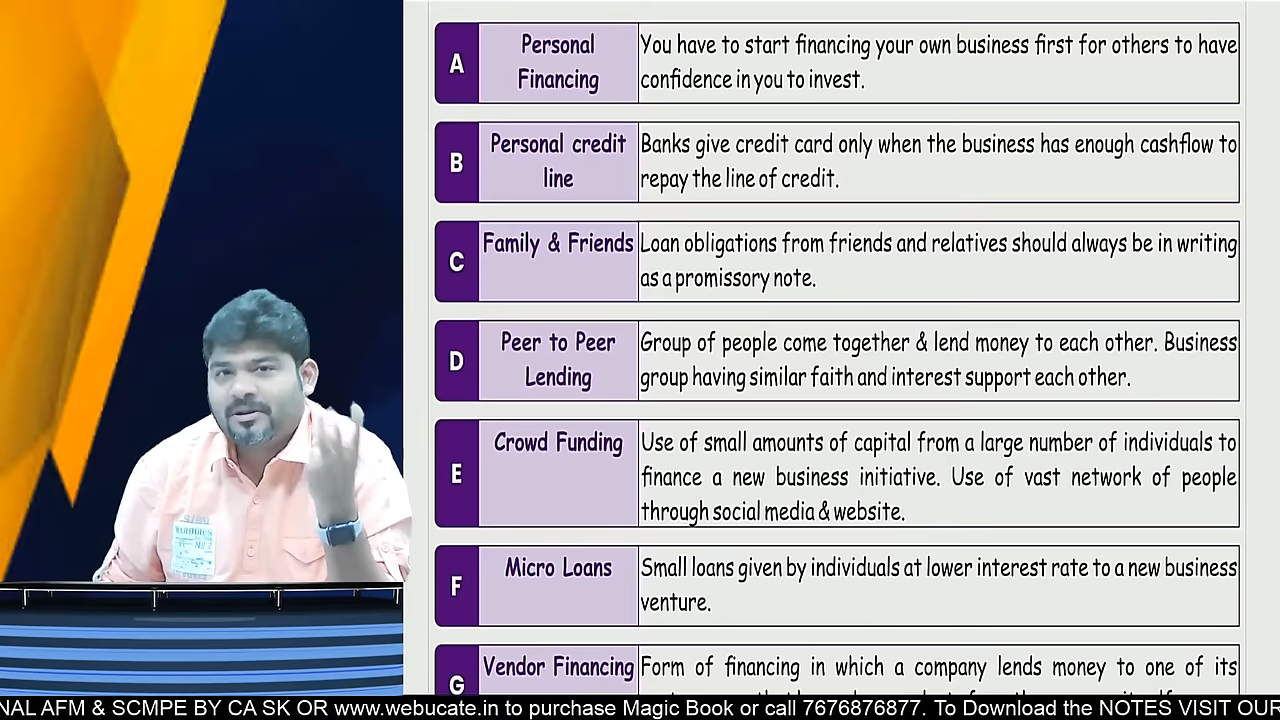 A
Personal
Financing
You have to start financing your own business first for others to have
confidence in you to invest.
B
Personal credit
line
Banks give credit card only when the business has enough cashflow to
repay the line of credit.
C
Family & Friends
Loan obligations from friends and relatives should always be in writing
as a promissory note.
D
Peer to Peer
Lending
Group of people come together & lend money to each other. Business
group having similar faith and interest support each other.
E
Crowd Funding
Use of small amounts of capital from a large number of individuals to
finance a new business initiative. Use of vast network of people
through social media & website.
F
Micro Loans
Small loans given by individuals at lower interest rate to a new business
venture.
G
Vendor Financing
Form of financing in which a company lends money to one of its
NAL AFM & SCMPE BY CA SK OR www.webucate.in to purchase Magic Book or call 7676876877. To Download the NOTES VISIT OUR